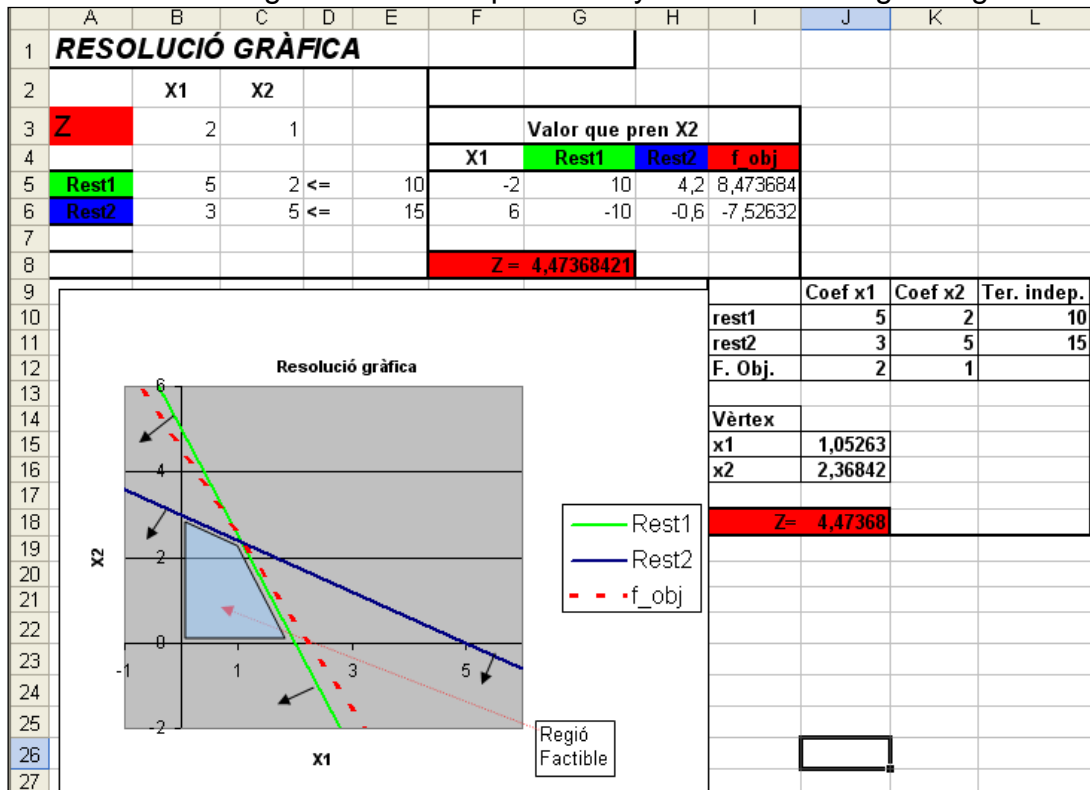 A B C D E F G H I J K L
1 RESOLUCIÓ GRÀFICA
2 X1 X2
3 Z 2 1 Valor que pren X2
4 X1 Rest1 Rest2 f_obj
5 Rest1 5 2 <= 10 -2 10 4,2 8,473684
6 Rest2 3 5 <= 15 6 -10 -0,6 -7,52632
7
8 Z = 4,47368421
9 Coef x1 Coef x2 Ter. indep.
10 rest1 5 2 10
11 rest2 3 5 15
12 F. Obj. 2 1
13
14 Vèrtex
15 x1 1,05263
16 x2 2,36842
17
18 Z= 4,47368
19
20
21
22
23
24
25
26
27
Resolució gràfica
6
4
2
0
-2
-1 1 3 5
X2
X1
Rest1
Rest2
f_obj
Regió
Factible